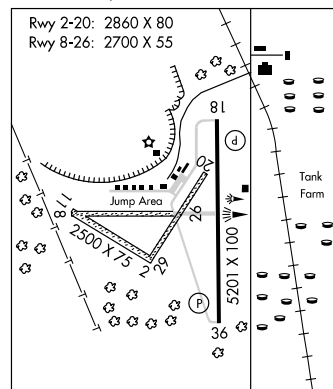 Rwy 2-20: 2860 X 80
Rwy 8-26: 2700 X 55
18
P
20
Tank
Farm
Jump Area
11
8
26
2500 X 75
2
29
5201 X 100
P
36